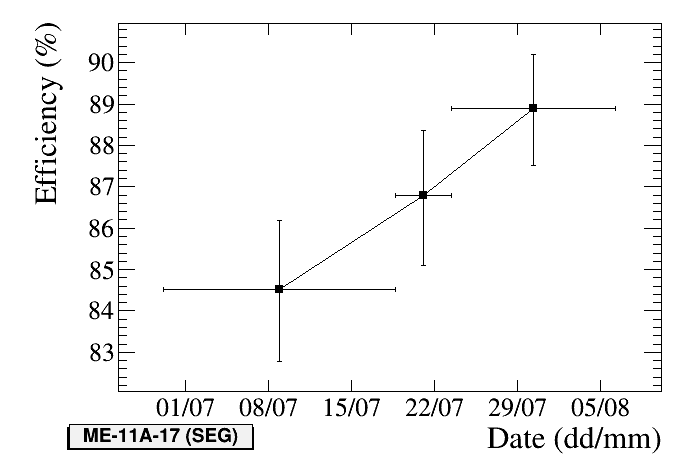 Efficiency (%)
90
89
88
87
86
85
84
83
01/07 08/07 15/07 22/07 29/07 05/08
ME-11A-17 (SEG)
Date (dd/mm)